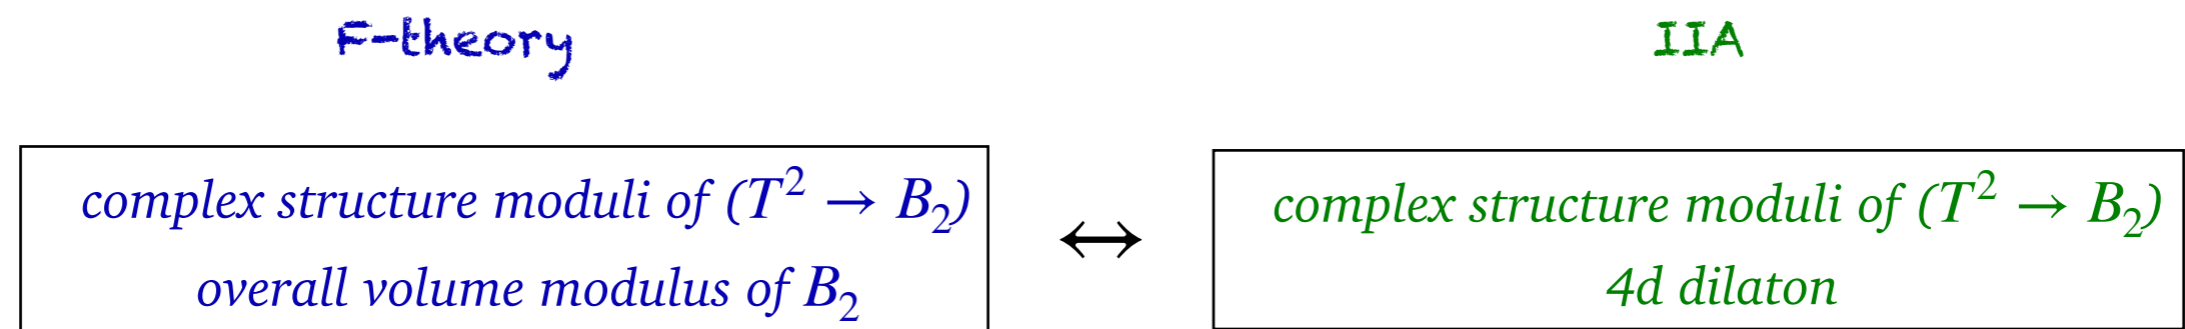 F-theory
IIA
complex structure moduli of (T² → B₂)
overall volume modulus of B₂
↔
complex structure moduli of (T² → B₂)
4d dilaton